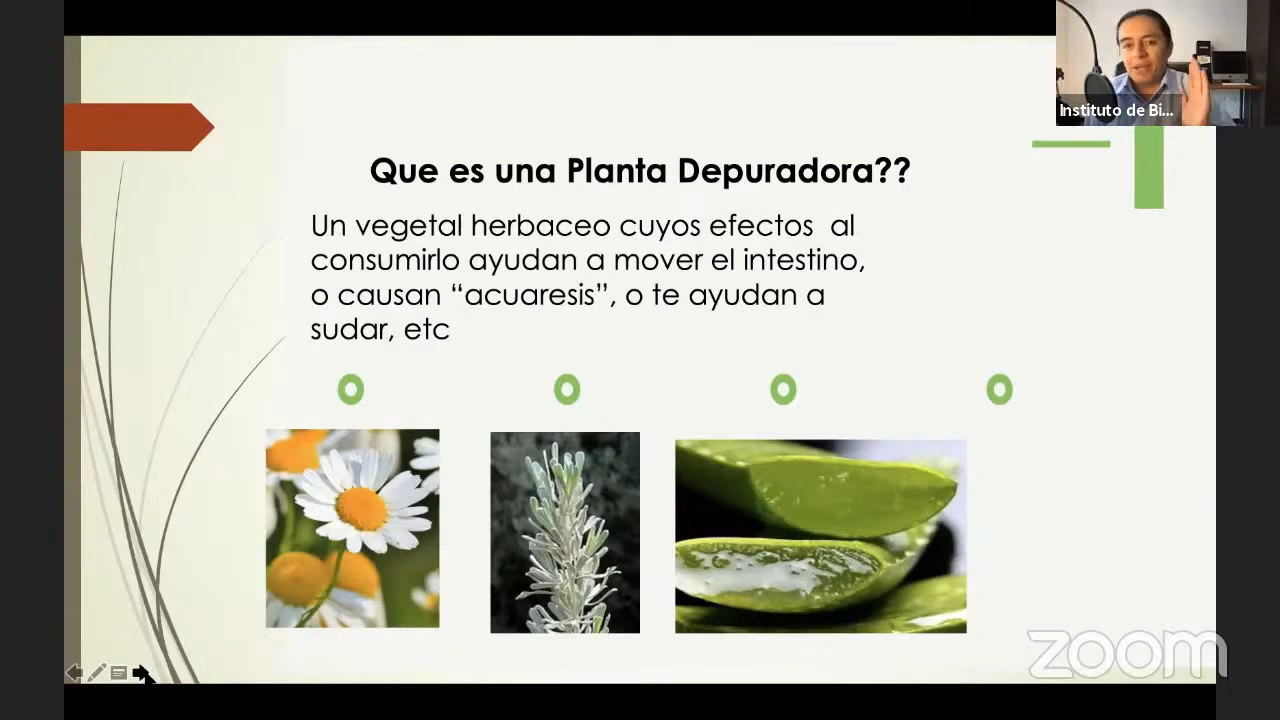 Instituto de Bi...
Que es una Planta Depuradora??
Un vegetal herbaceo cuyos efectos al
consumirlo ayudan a mover el intestino,
o causan “acuaresis”, o te ayudan a
sudar, etc
zoom